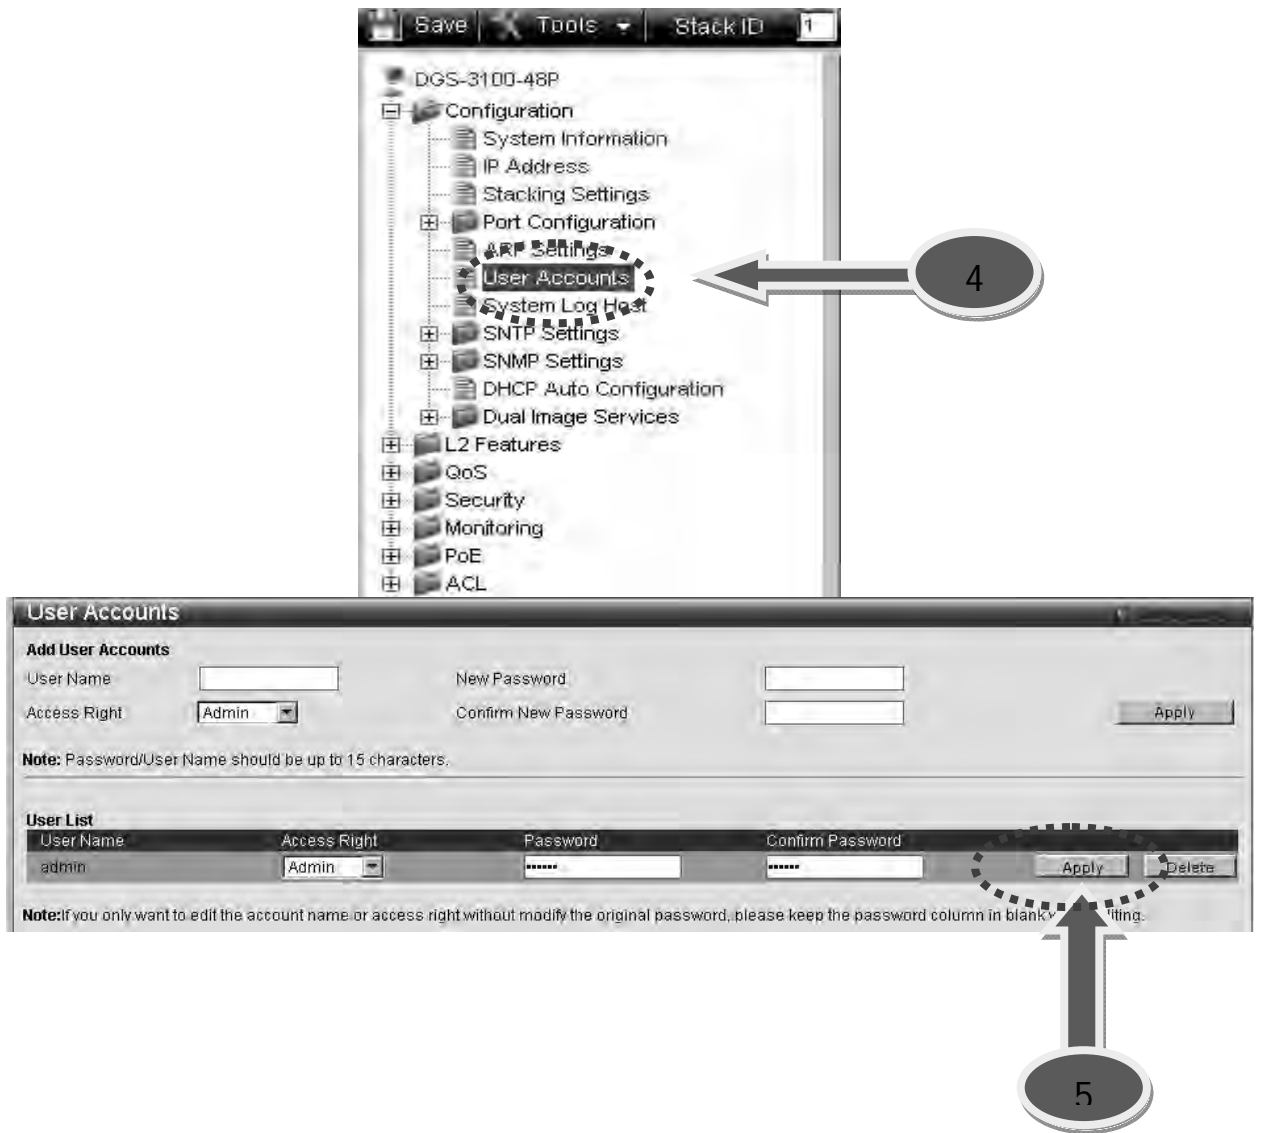 Save Tools Stack ID 1
DGS-3100-48P
Configuration
System Information
IP Address
Stacking Settings
Port Configuration
ARP Settings
User Accounts
System Log Host
SNTP Settings
SNMP Settings
DHCP Auto Configuration
Dual Image Services
L2 Features
QoS
Security
Monitoring
PoE
ACL
4
User Accounts
Add User Accounts
User Name New Password
Access Right Admin Confirm New Password Apply
Note: Password/User Name should be up to 15 characters.
User List
User Name Access Right Password Confirm Password
admin Admin •••••• •••••• Apply Delete
Note:If you only want to edit the account name or access right without modify the original password, please keep the password column in blank
5